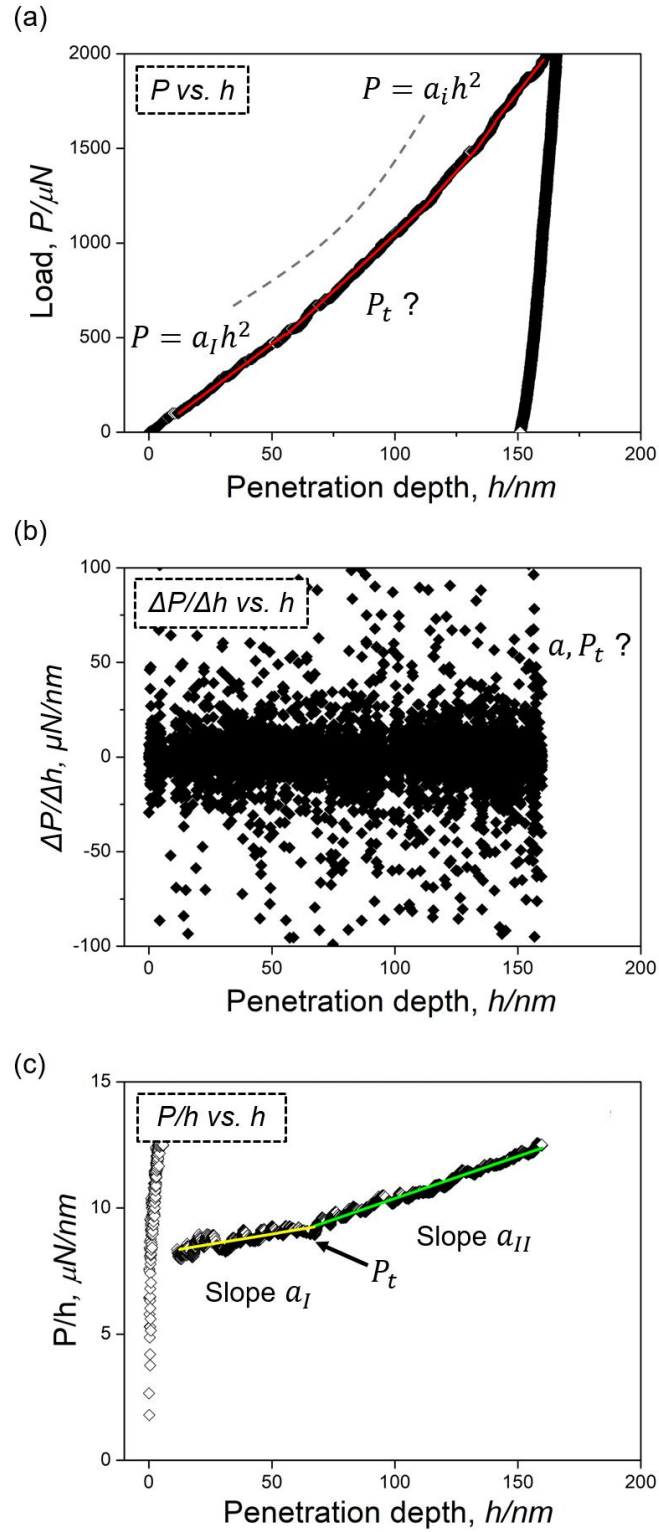 (a)
2000
1500
1000
500
0
Load, P/μN
P vs. h
P = a_i h²
P_t ?
P = a_I h²
0 50 100 150 200
Penetration depth, h/nm
(b)
100
50
0
-50
-100
ΔP/Δh, μN/nm
ΔP/Δh vs. h
a, P_t ?
0 50 100 150 200
Penetration depth, h/nm
(c)
15
10
5
0
P/h, μN/nm
P/h vs. h
Slope a_II
P_t
Slope a_I
0 50 100 150 200
Penetration depth, h/nm